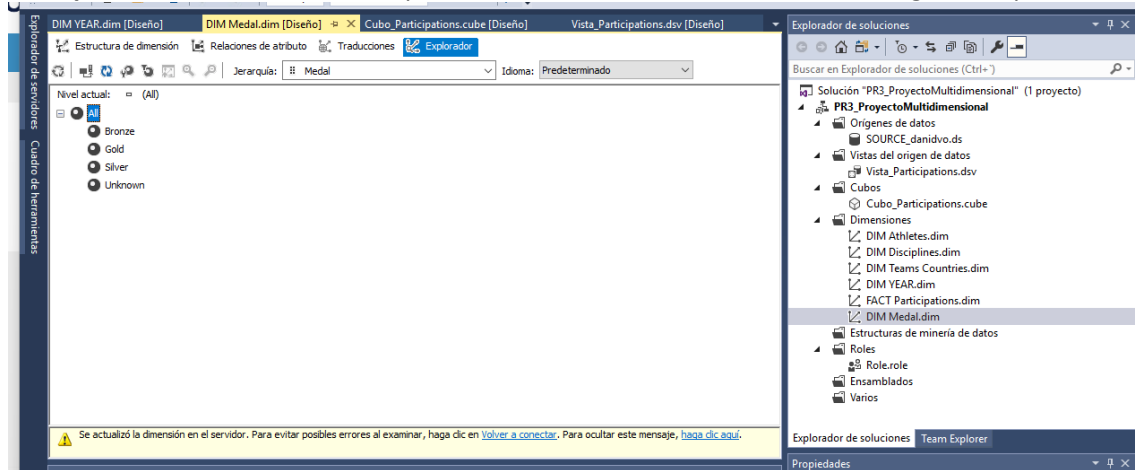 DIM YEAR.dim [Diseño]
DIM Medal.dim [Diseño]
Cubo_Participations.cube [Diseño]
Vista_Participations.dsv [Diseño]
Estructura de dimensión
Relaciones de atributo
Traducciones
Explorador
Jerarquía:
Medal
Idioma:
Predeterminado
Nivel actual:
(All)
All
Bronze
Gold
Silver
Unknown
Se actualizó la dimensión en el servidor. Para evitar posibles errores al examinar, haga clic en Volver a conectar. Para ocultar este mensaje, haga clic aquí.
Explorador de servidores
Cuadro de herramientas
Explorador de soluciones
Buscar en Explorador de soluciones (Ctrl+´)
Solución "PR3_ProyectoMultidimensional" (1 proyecto)
PR3_ProyectoMultidimensional
Orígenes de datos
SOURCE_danidvo.ds
Vistas del origen de datos
Vista_Participations.dsv
Cubos
Cubo_Participations.cube
Dimensiones
DIM Athletes.dim
DIM Disciplines.dim
DIM Teams Countries.dim
DIM YEAR.dim
FACT Participations.dim
DIM Medal.dim
Estructuras de minería de datos
Roles
Role.role
Ensamblados
Varios
Explorador de soluciones
Team Explorer
Propiedades